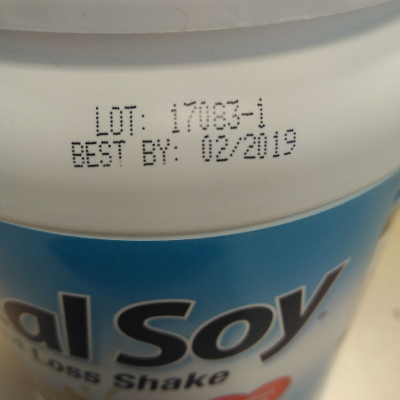 LOT: 17083-1
BEST BY: 02/2019
al Soy
Loss Shake